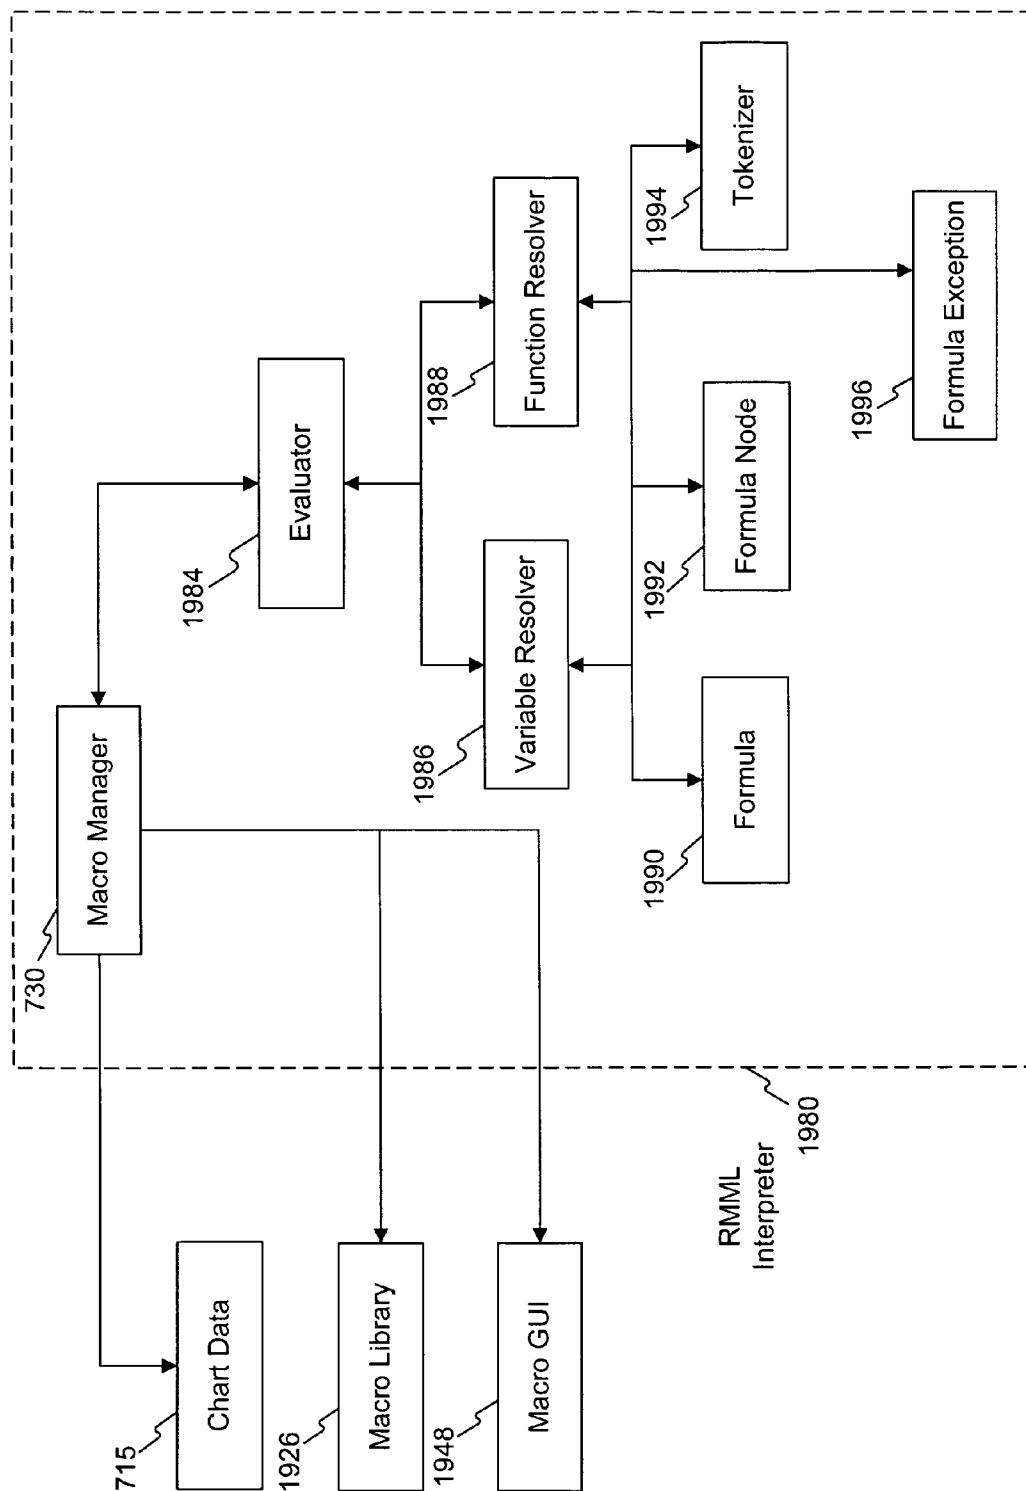 730
Macro Manager
1984
Evaluator
715
Chart Data
1926
Macro Library
1948
Macro GUI
1986
Variable Resolver
1988
Function Resolver
1990
Formula
1992
Formula Node
1994
Tokenizer
1996
Formula Exception
RMML
Interpreter
1980